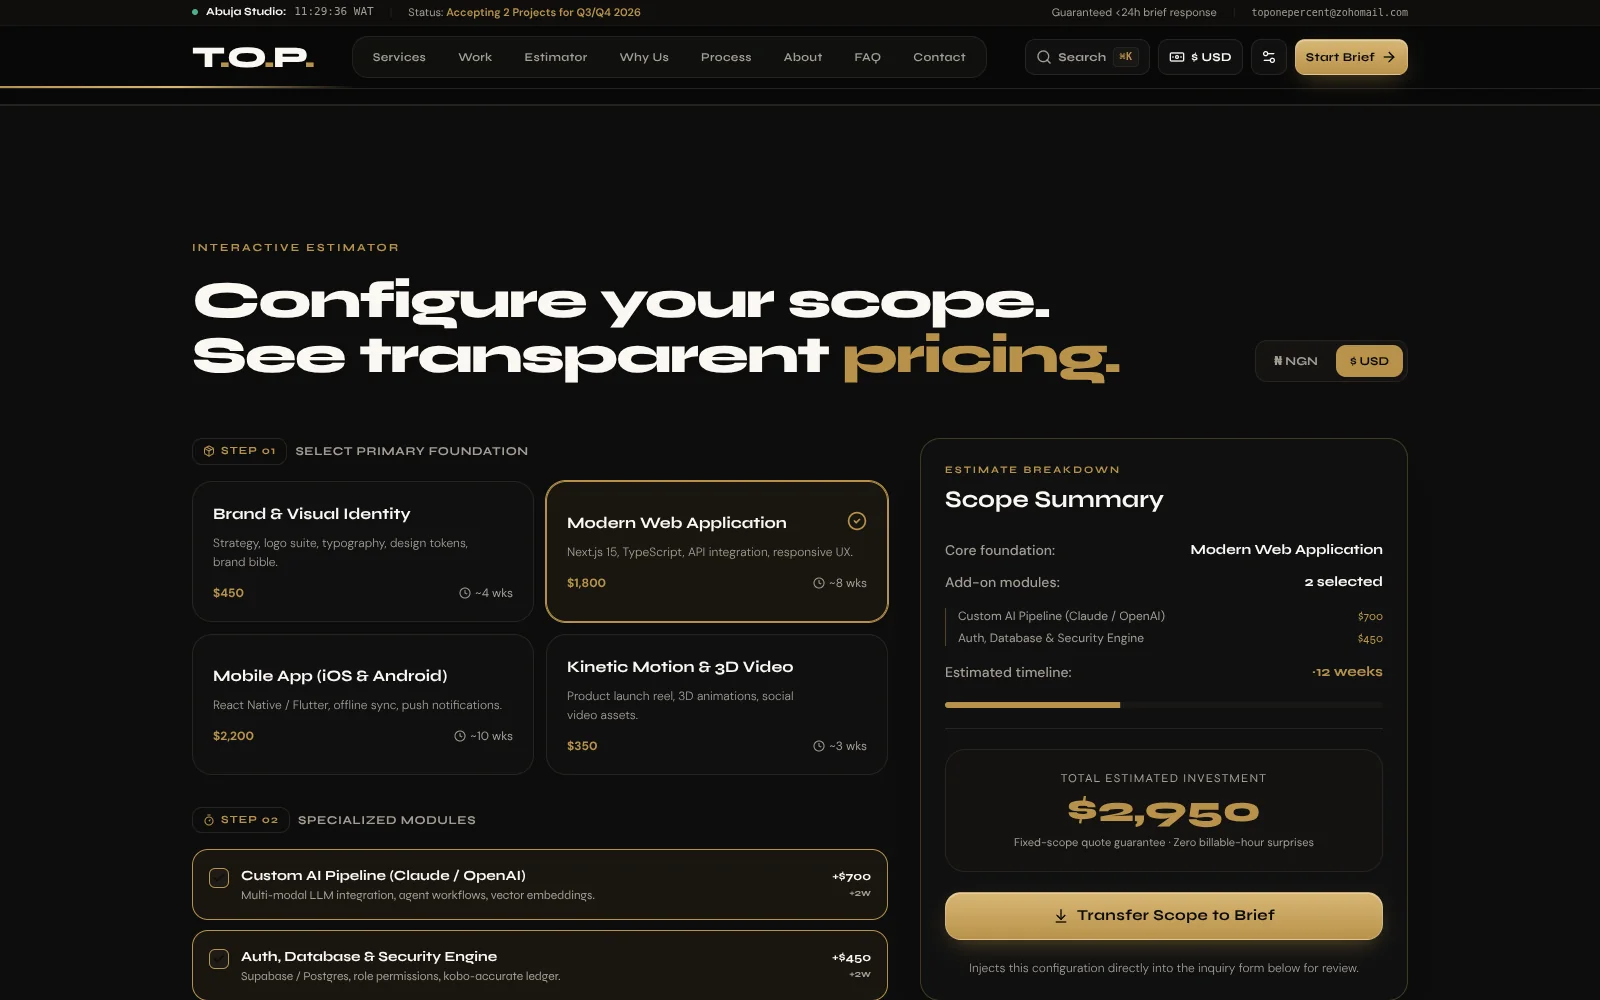 Abuja Studio: 11:29:36 WAT
Status: Accepting 2 Projects for Q3/Q4 2026
Guaranteed <24h brief response
toponepercent@zohomail.com
T.O.P.
Services
Work
Estimator
Why Us
Process
About
FAQ
Contact
Search ⌘K
$ USD
Start Brief →
INTERACTIVE ESTIMATOR
Configure your scope.
See transparent pricing.
₦ NGN
$ USD
STEP 01
SELECT PRIMARY FOUNDATION
Brand & Visual Identity
Strategy, logo suite, typography, design tokens,
brand bible.
$450
~4 wks
Modern Web Application
Next.js 15, TypeScript, API integration, responsive UX.
$1,800
~8 wks
Mobile App (iOS & Android)
React Native / Flutter, offline sync, push notifications.
$2,200
~10 wks
Kinetic Motion & 3D Video
Product launch reel, 3D animations, social
video assets.
$350
~3 wks
STEP 02
SPECIALIZED MODULES
Custom AI Pipeline (Claude / OpenAI)
Multi-modal LLM integration, agent workflows, vector embeddings.
+$700
+2w
Auth, Database & Security Engine
Supabase / Postgres, role permissions, kobo-accurate ledger.
+$450
+2w
ESTIMATE BREAKDOWN
Scope Summary
Core foundation:
Modern Web Application
Add-on modules:
2 selected
Custom AI Pipeline (Claude / OpenAI)
$700
Auth, Database & Security Engine
$450
Estimated timeline:
~12 weeks
TOTAL ESTIMATED INVESTMENT
$2,950
Fixed-scope quote guarantee · Zero billable-hour surprises
Transfer Scope to Brief
Injects this configuration directly into the inquiry form below for review.